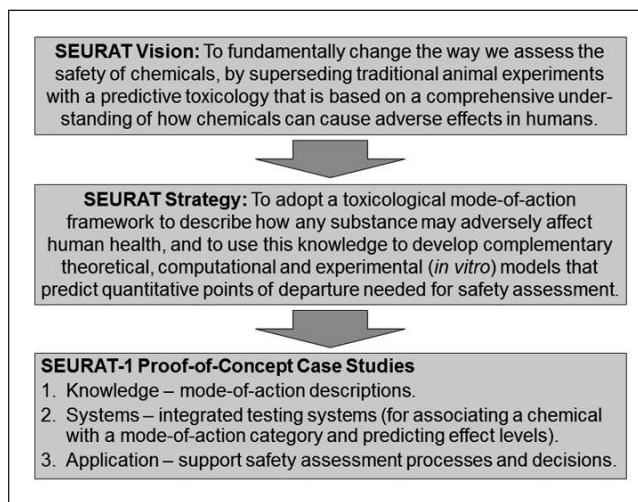 SEURAT Vision: To fundamentally change the way we assess the
safety of chemicals, by superseding traditional animal experiments
with a predictive toxicology that is based on a comprehensive under-
standing of how chemicals can cause adverse effects in humans.
SEURAT Strategy: To adopt a toxicological mode-of-action
framework to describe how any substance may adversely affect
human health, and to use this knowledge to develop complementary
theoretical, computational and experimental (in vitro) models that
predict quantitative points of departure needed for safety assessment.
SEURAT-1 Proof-of-Concept Case Studies
1. Knowledge – mode-of-action descriptions.
2. Systems – integrated testing systems (for associating a chemical
with a mode-of-action category and predicting effect levels).
3. Application – support safety assessment processes and decisions.